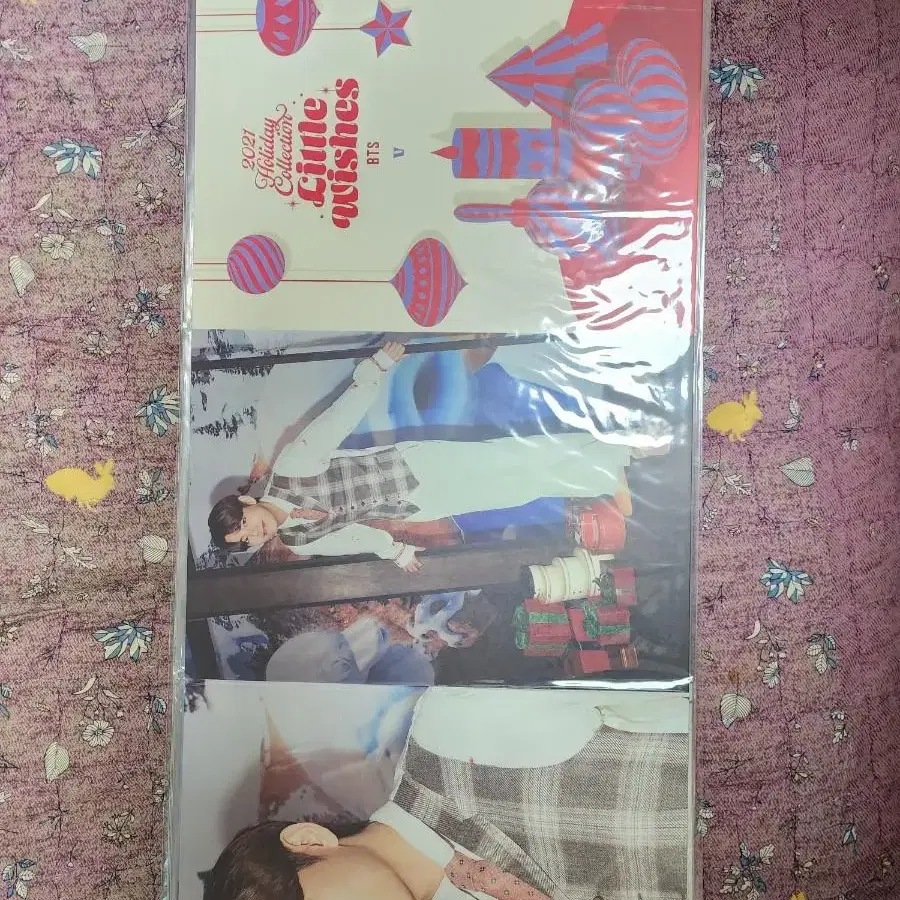 2021
Holiday
Collection
Little
Wishes
BTS
V